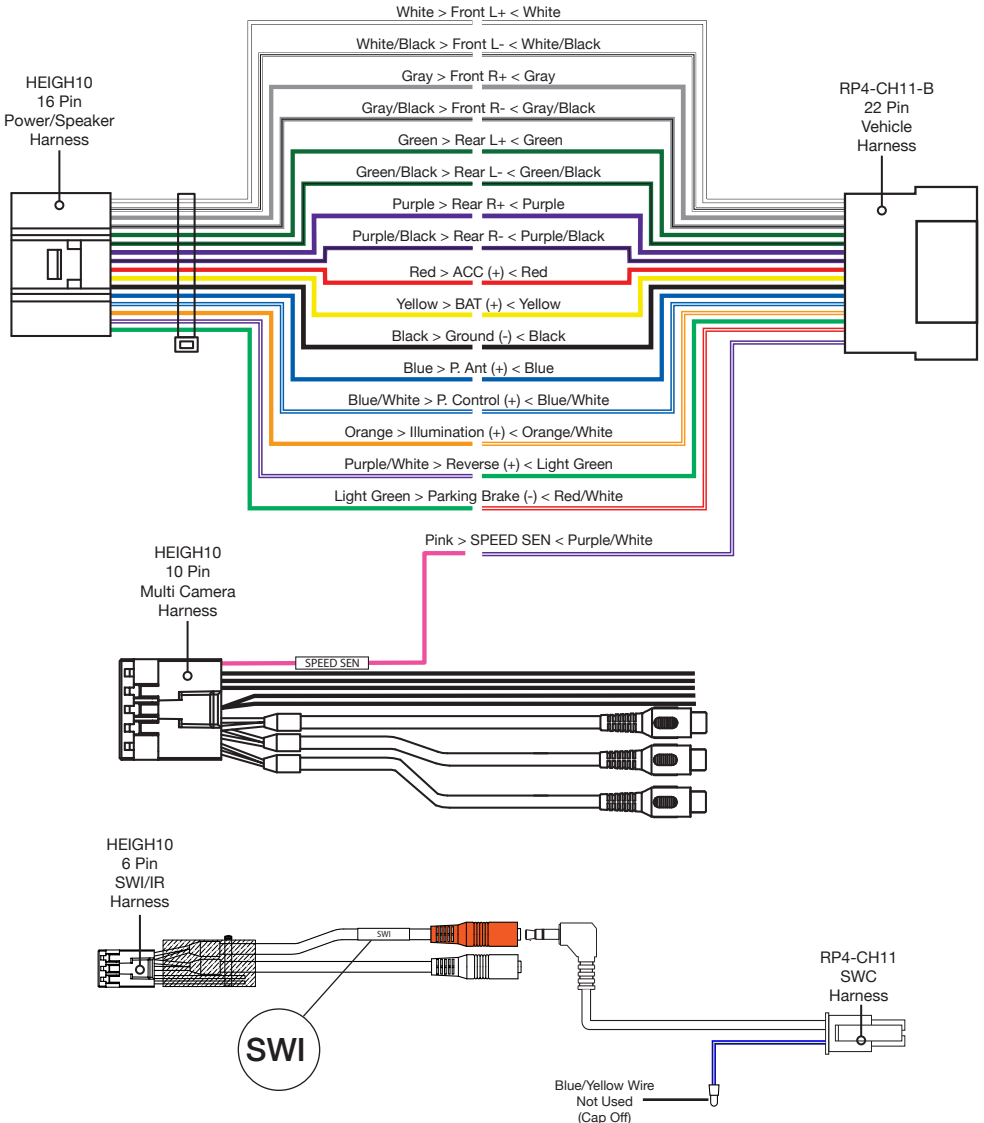 White > Front L+ < White
White/Black > Front L- < White/Black
Gray > Front R+ < Gray
Gray/Black > Front R- < Gray/Black
Green > Rear L+ < Green
Green/Black > Rear L- < Green/Black
Purple > Rear R+ < Purple
Purple/Black > Rear R- < Purple/Black
Red > ACC (+) < Red
Yellow > BAT (+) < Yellow
Black > Ground (-) < Black
Blue > P. Ant (+) < Blue
Blue/White > P. Control (+) < Blue/White
Orange > Illumination (+) < Orange/White
Purple/White > Reverse (+) < Light Green
Light Green > Parking Brake (-) < Red/White
Pink > SPEED SEN < Purple/White
HEIGH10
16 Pin
Power/Speaker
Harness
RP4-CH11-B
22 Pin
Vehicle
Harness
HEIGH10
10 Pin
Multi Camera
Harness
SPEED SEN
HEIGH10
6 Pin
SWI/IR
Harness
SWI
SWI
RP4-CH11
SWC
Harness
Blue/Yellow Wire
Not Used
(Cap Off)